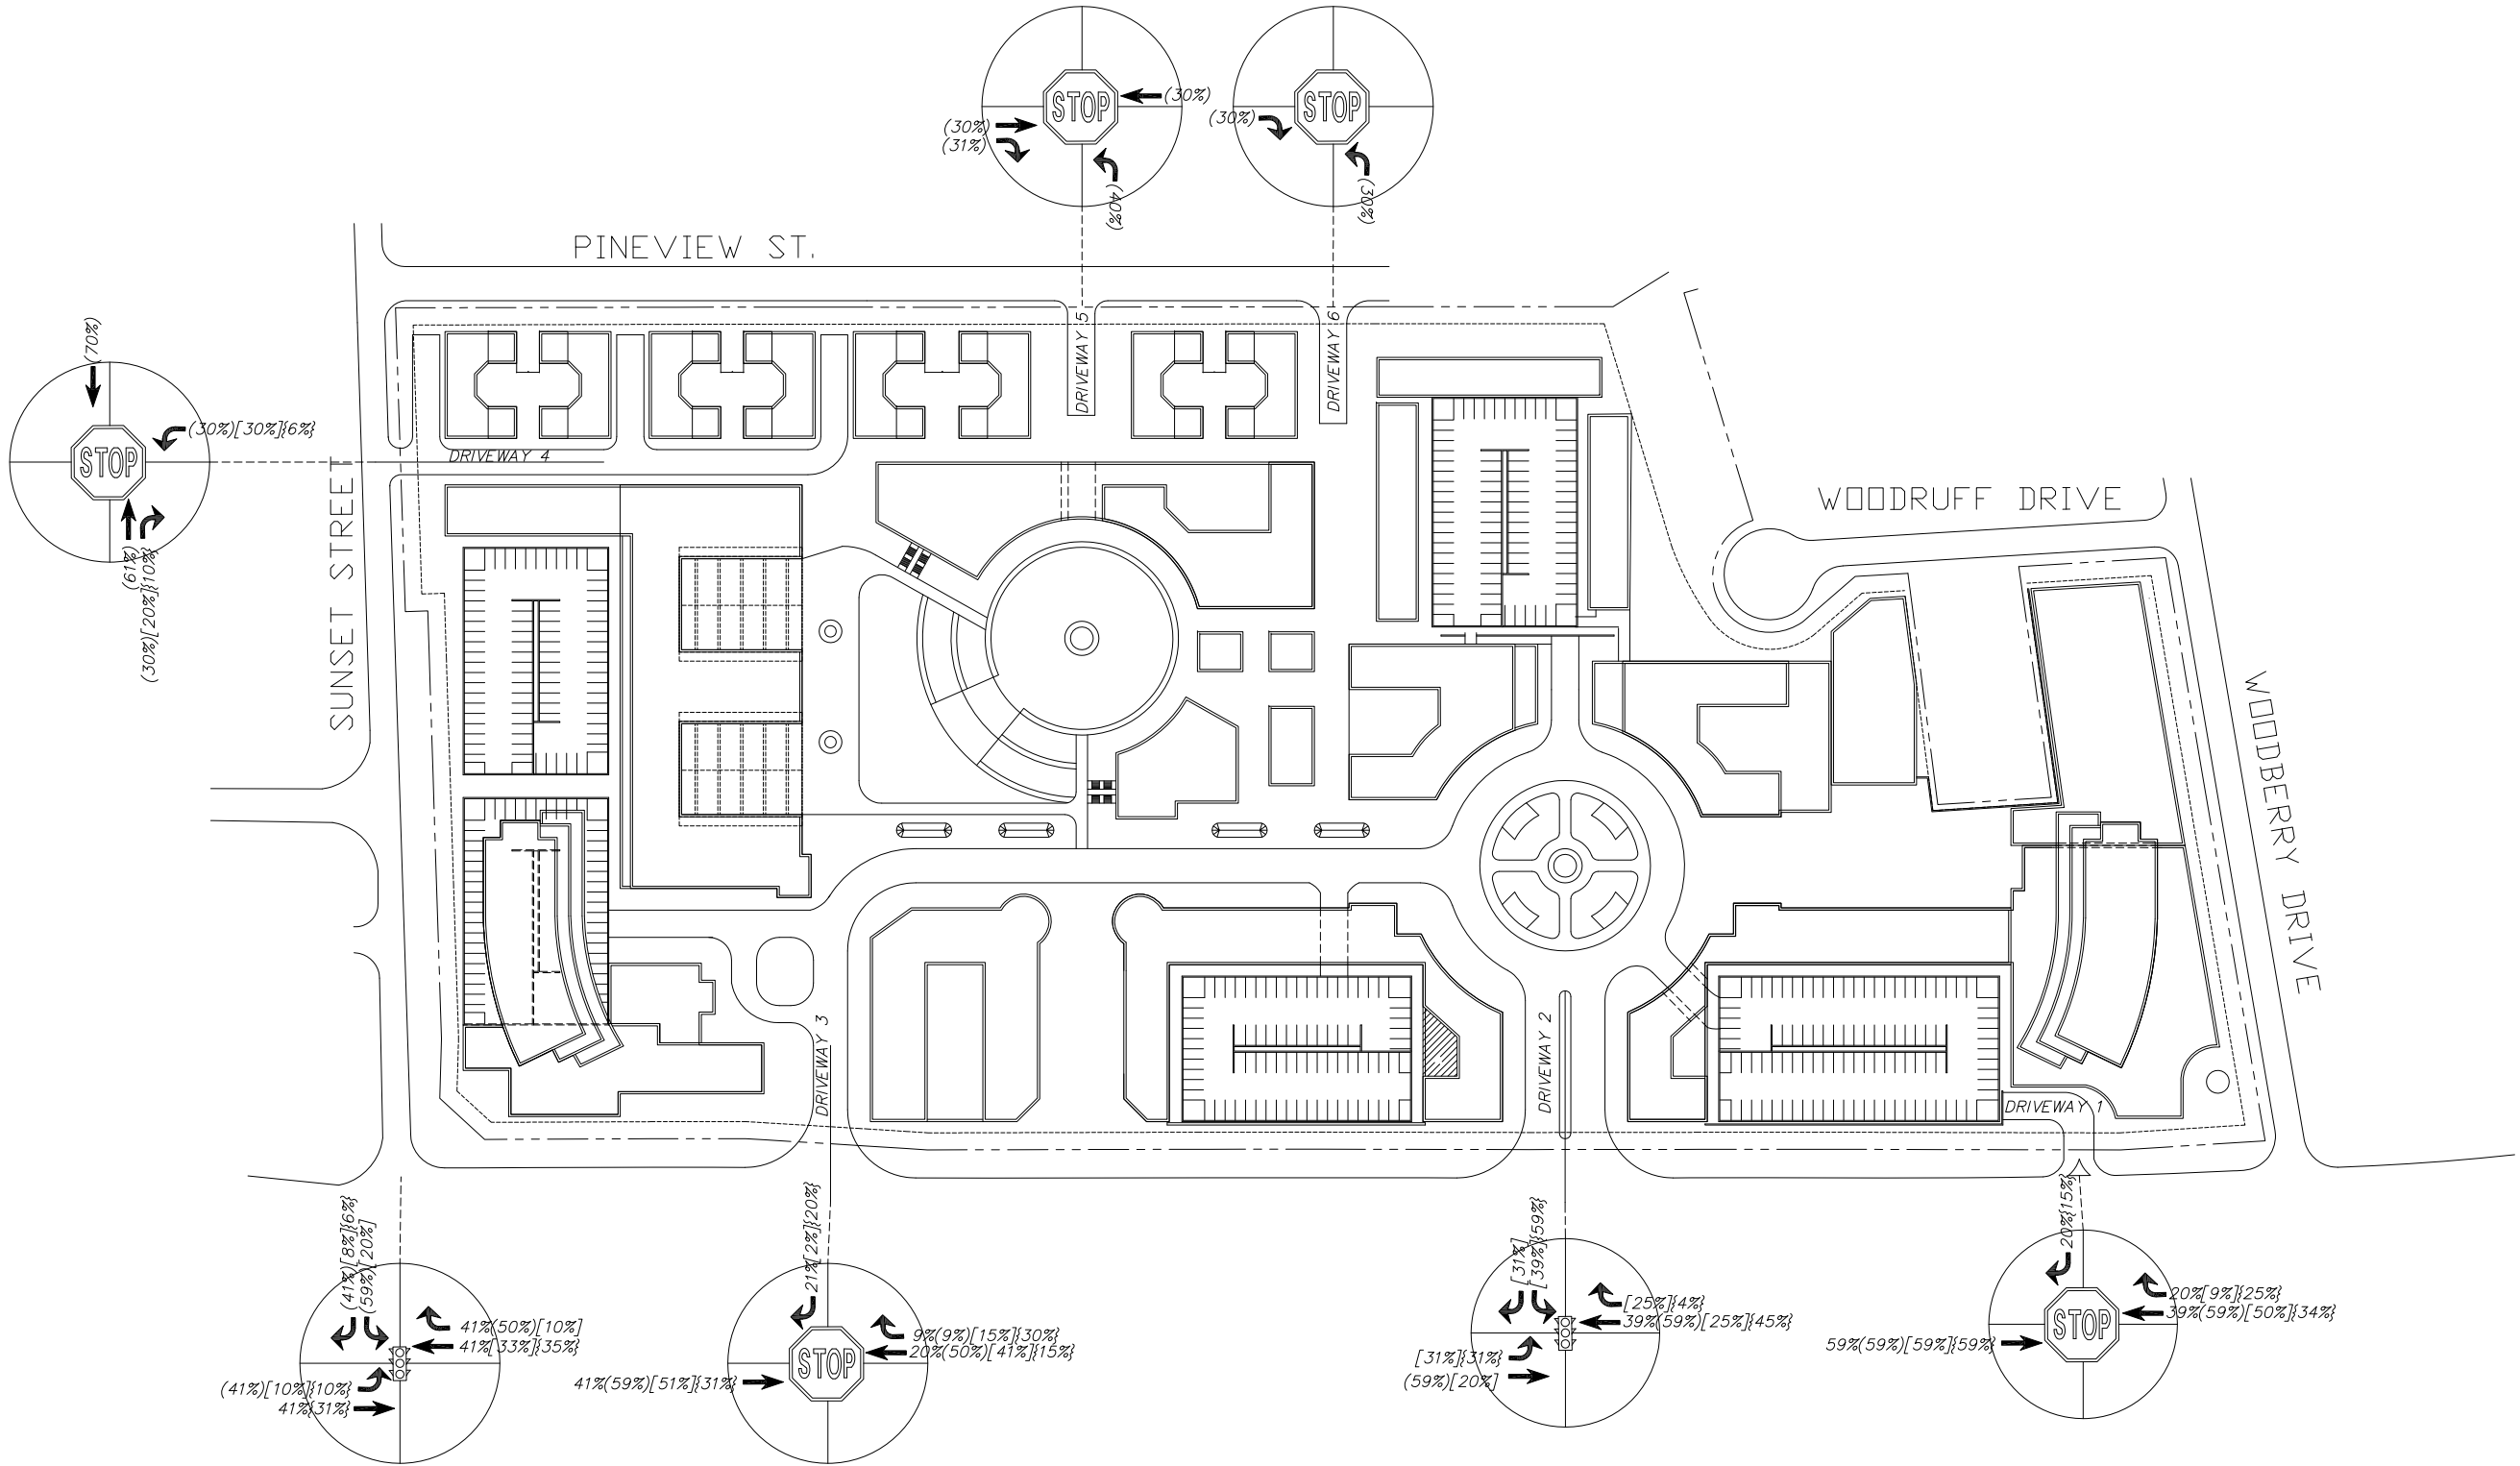 STOP
(30%)
(30%)
(31%)
(40%)
STOP
(30%)
(30%)
PINEVIEW ST.
DRIVEWAY 5
DRIVEWAY 6
(70%)
STOP
(30%)[30%]{6%}
(61%)
(30%)[20%]{10%}
DRIVEWAY 4
SUNSET STREET
WOODRUFF DRIVE
WOODBERRY DRIVE
DRIVEWAY 3
DRIVEWAY 2
DRIVEWAY 1
(41%)[8%]{6%}
(59%)[20%]
41%(50%)[10%]
41%[33%]{35%}
(41%)[10%]{10%}
41%{31%}
21%[2%]{20%}
STOP
9%(9%)[15%]{30%}
20%(50%)[41%]{15%}
41%(59%)[51%]{31%}
[31%]
[39%]{59%}
[25%]{4%}
39%(59%)[25%]{45%}
[31%]{31%}
(59%)[20%]
20%{15%}
STOP
20%[9%]{25%}
39%(59%)[50%]{34%}
59%(59%)[59%]{59%}